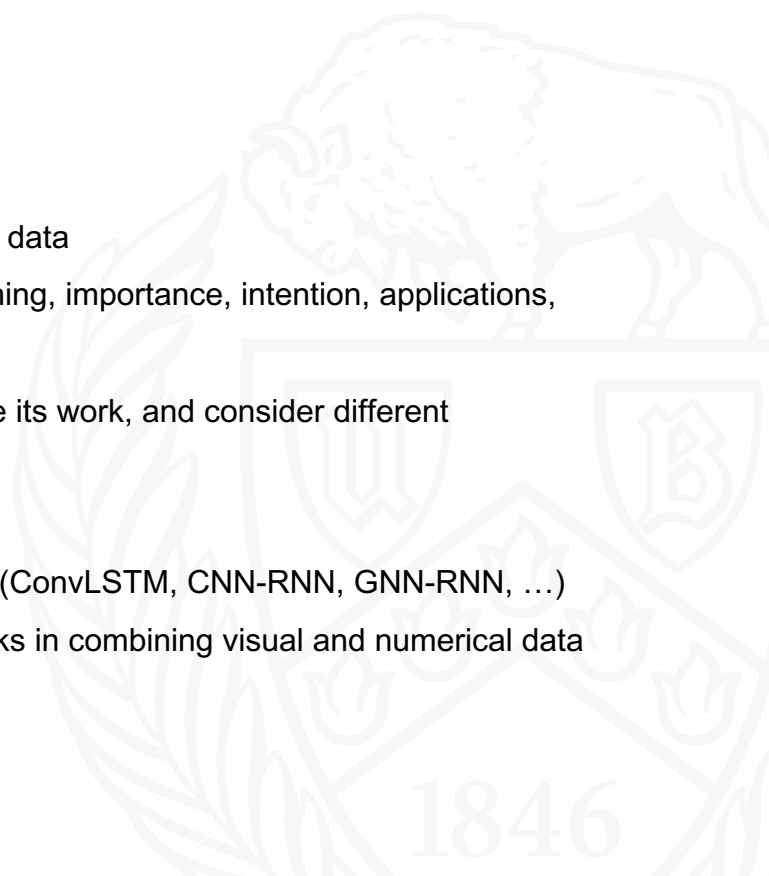 data
ning, importance, intention, applications,
e its work, and consider different
(ConvLSTM, CNN-RNN, GNN-RNN, …)
ks in combining visual and numerical data
U B
1846